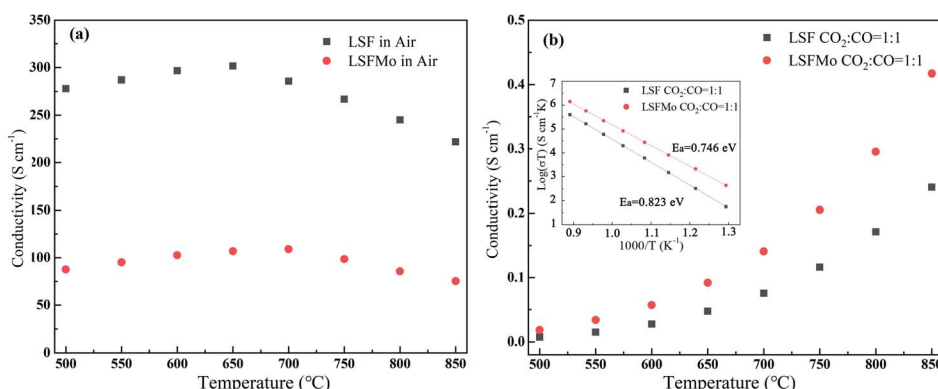 (a)
LSF in Air
LSFMo in Air
350
300
250
200
150
100
50
0
Conductivity (S cm⁻¹)
500 550 600 650 700 750 800 850
Temperature (℃)
(b)
LSF CO₂:CO=1:1
LSFMo CO₂:CO=1:1
0.5
0.4
0.3
0.2
0.1
0.0
Conductivity (S cm⁻¹)
500 550 600 650 700 750 800 850
Temperature (℃)
LSF CO₂:CO=1:1
LSFMo CO₂:CO=1:1
7
6
5
4
3
2
1
Log(σT) (S cm⁻¹K)
Ea=0.746 eV
Ea=0.823 eV
0.9 1.0 1.1 1.2 1.3
1000/T (K⁻¹)